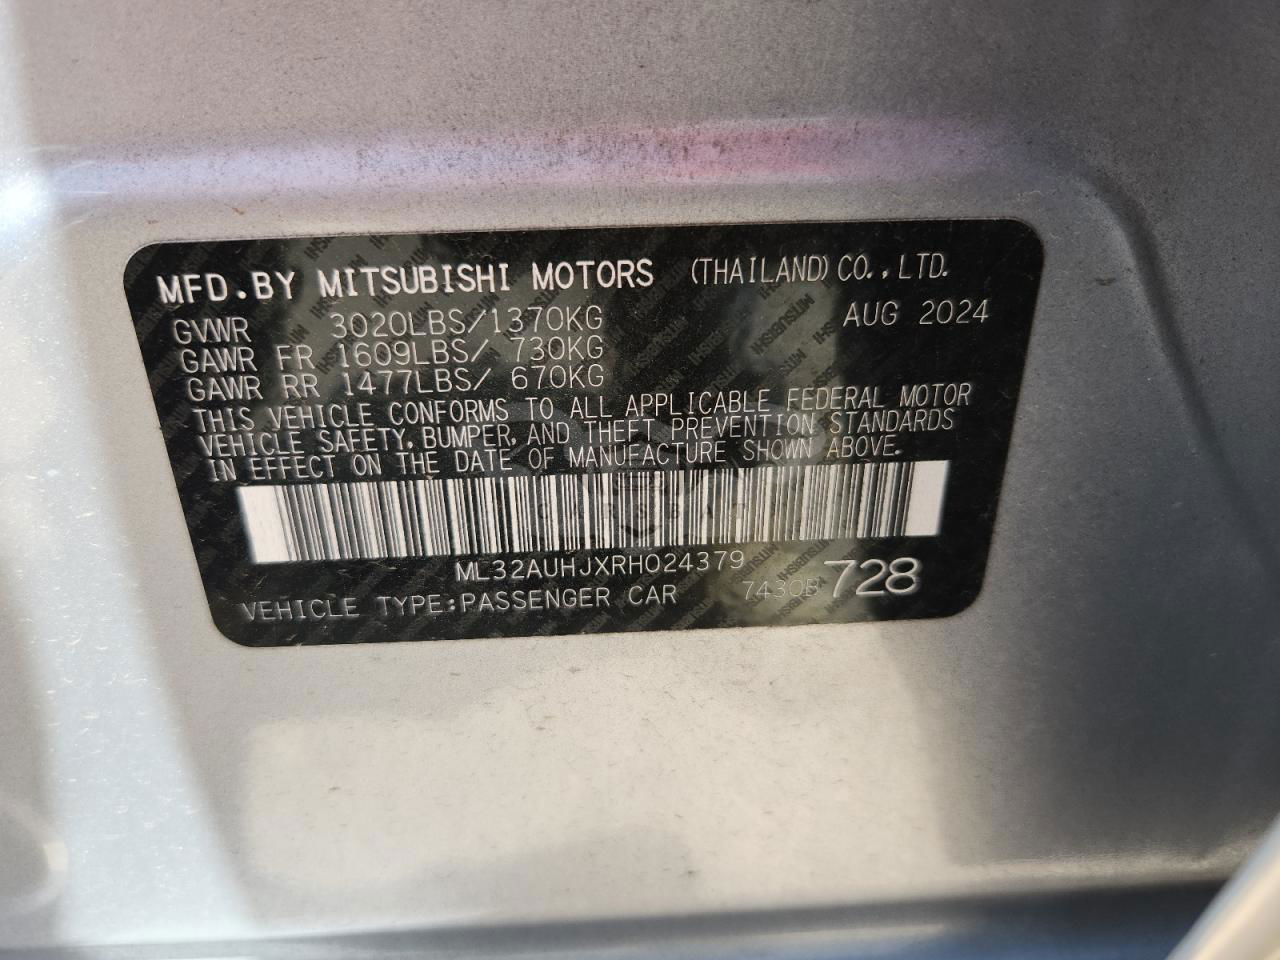 MFD.BY MITSUBISHI MOTORS (THAILAND) CO.,LTD.
GVWR 3020LBS/1370KG AUG 2024
GAWR FR 1609LBS/ 730KG
GAWR RR 1477LBS/ 670KG
THIS VEHICLE CONFORMS TO ALL APPLICABLE FEDERAL MOTOR
VEHICLE SAFETY, BUMPER, AND THEFT PREVENTION STANDARDS
IN EFFECT ON THE DATE OF MANUFACTURE SHOWN ABOVE.
ML32AUHJXRH024379
VEHICLE TYPE:PASSENGER CAR 7430B 728